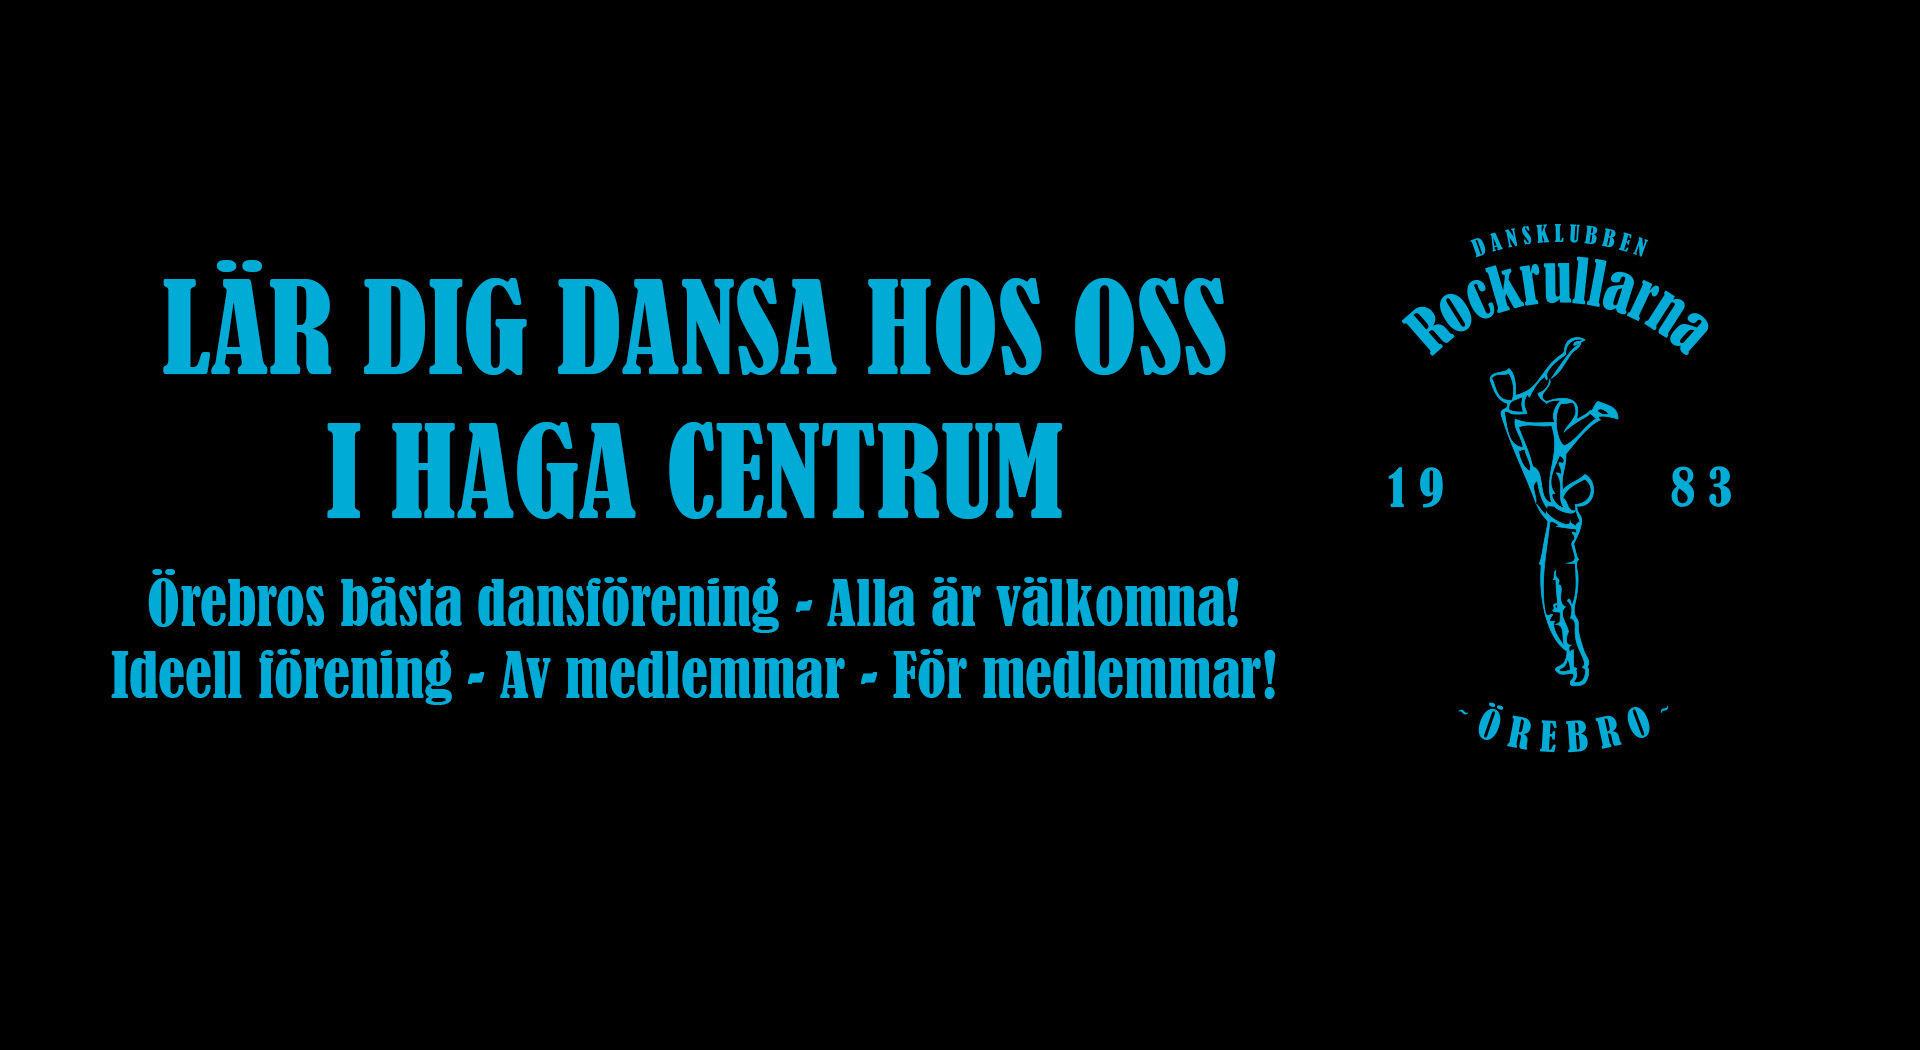 LÄR DIG DANSA HOS OSS
I HAGA CENTRUM
Örebros bästa dansförening - Alla är välkomna!
Ideell förening - Av medlemmar - För medlemmar!
DANSKLUBBEN
Rockrullarna
19 83
~ ÖREBRO ~